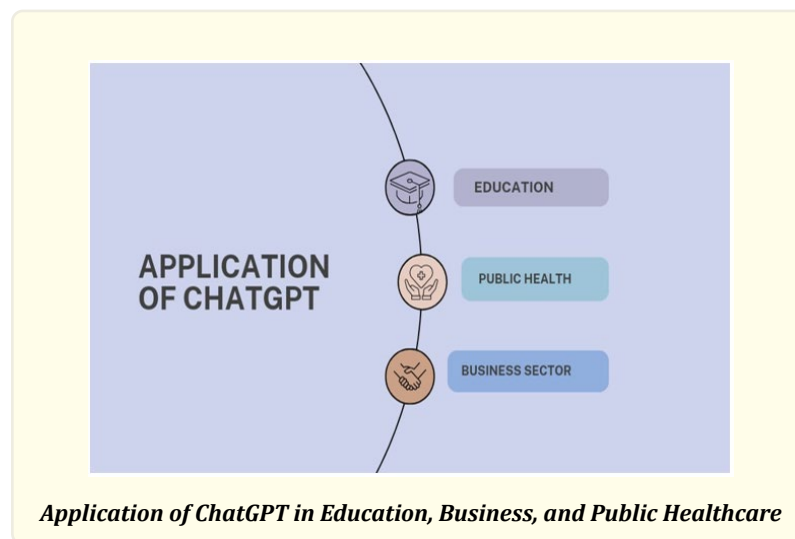 APPLICATION
OF CHATGPT
EDUCATION
PUBLIC HEALTH
BUSINESS SECTOR
Application of ChatGPT in Education, Business, and Public Healthcare